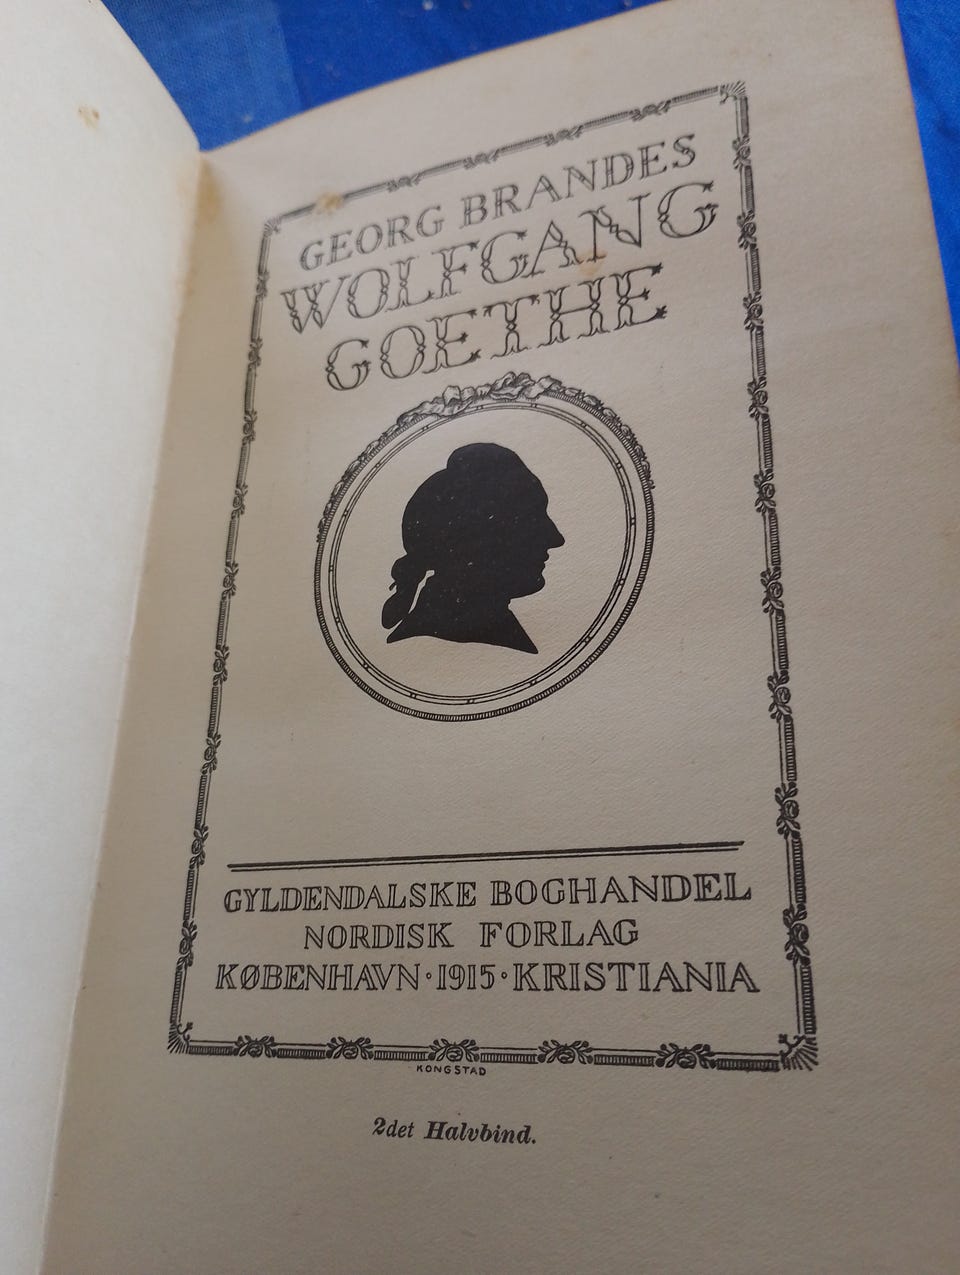 GEORG BRANDES
WOLFGANG
GOETHE
GYLDENDALSKE BOGHANDEL
NORDISK FORLAG
KØBENHAVN · 1915 · KRISTIANIA
KONGSTAD
2det Halvbind.